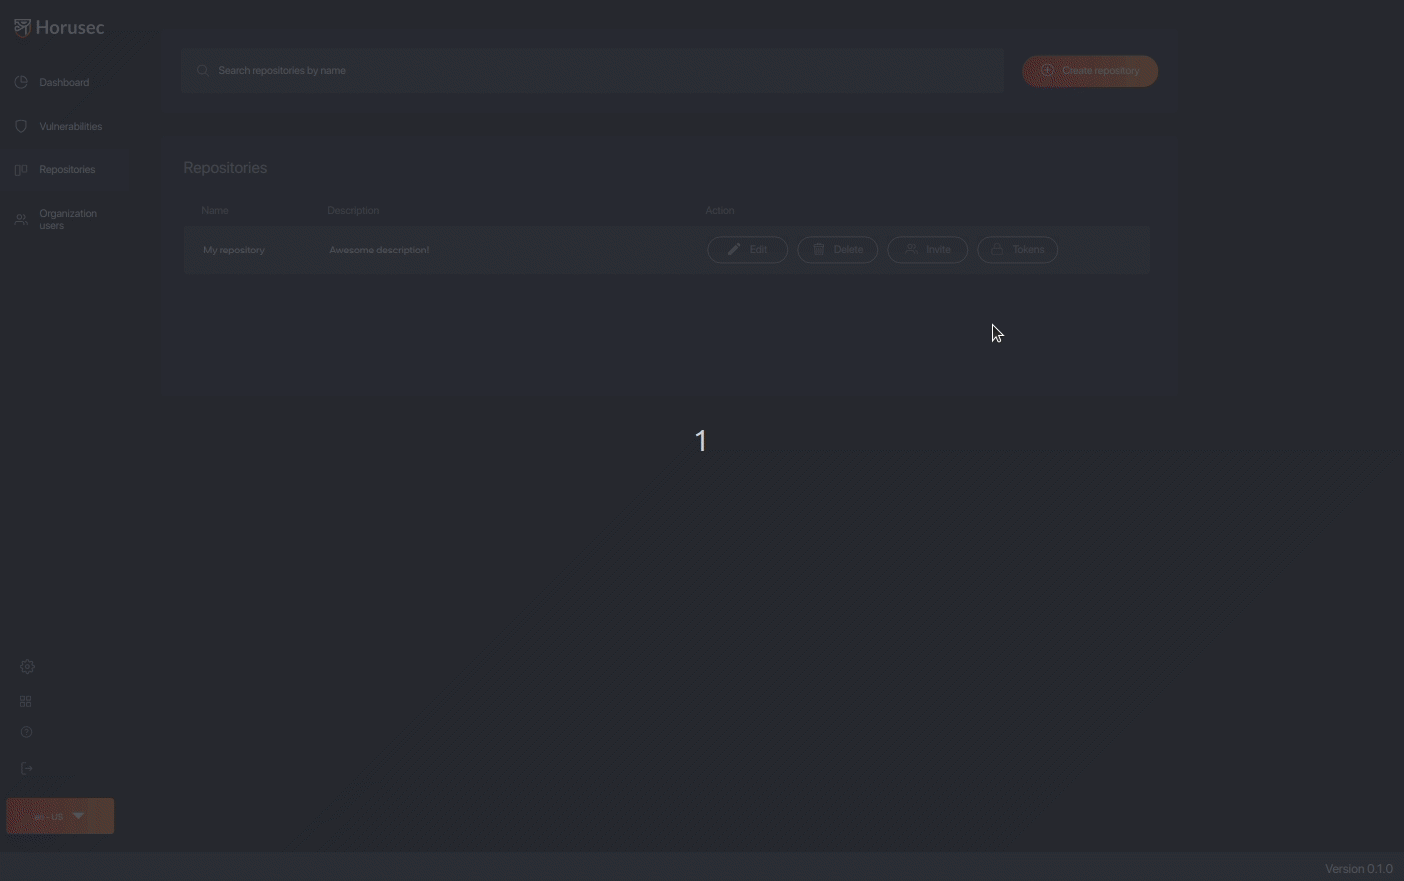 Horusec
Search repositories by name
Create repository
Dashboard
Vulnerabilities
Repositories
Organization
users
Repositories
Name Description Action
My repository Awesome description! Edit Delete Invite Tokens
1
en - US
Version 0.1.0